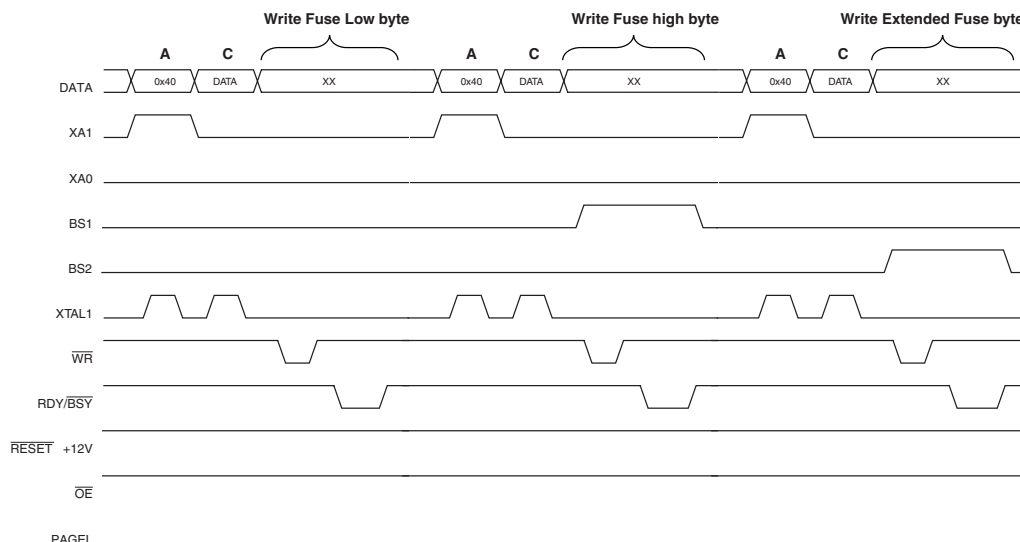 Write Fuse Low byte Write Fuse high byte Write Extended Fuse byte
A C A C A C
DATA 0x40 DATA XX 0x40 DATA XX 0x40 DATA XX
XA1
XA0
BS1
BS2
XTAL1
WR
RDY/BSY
RESET +12V
OE
PAGEL